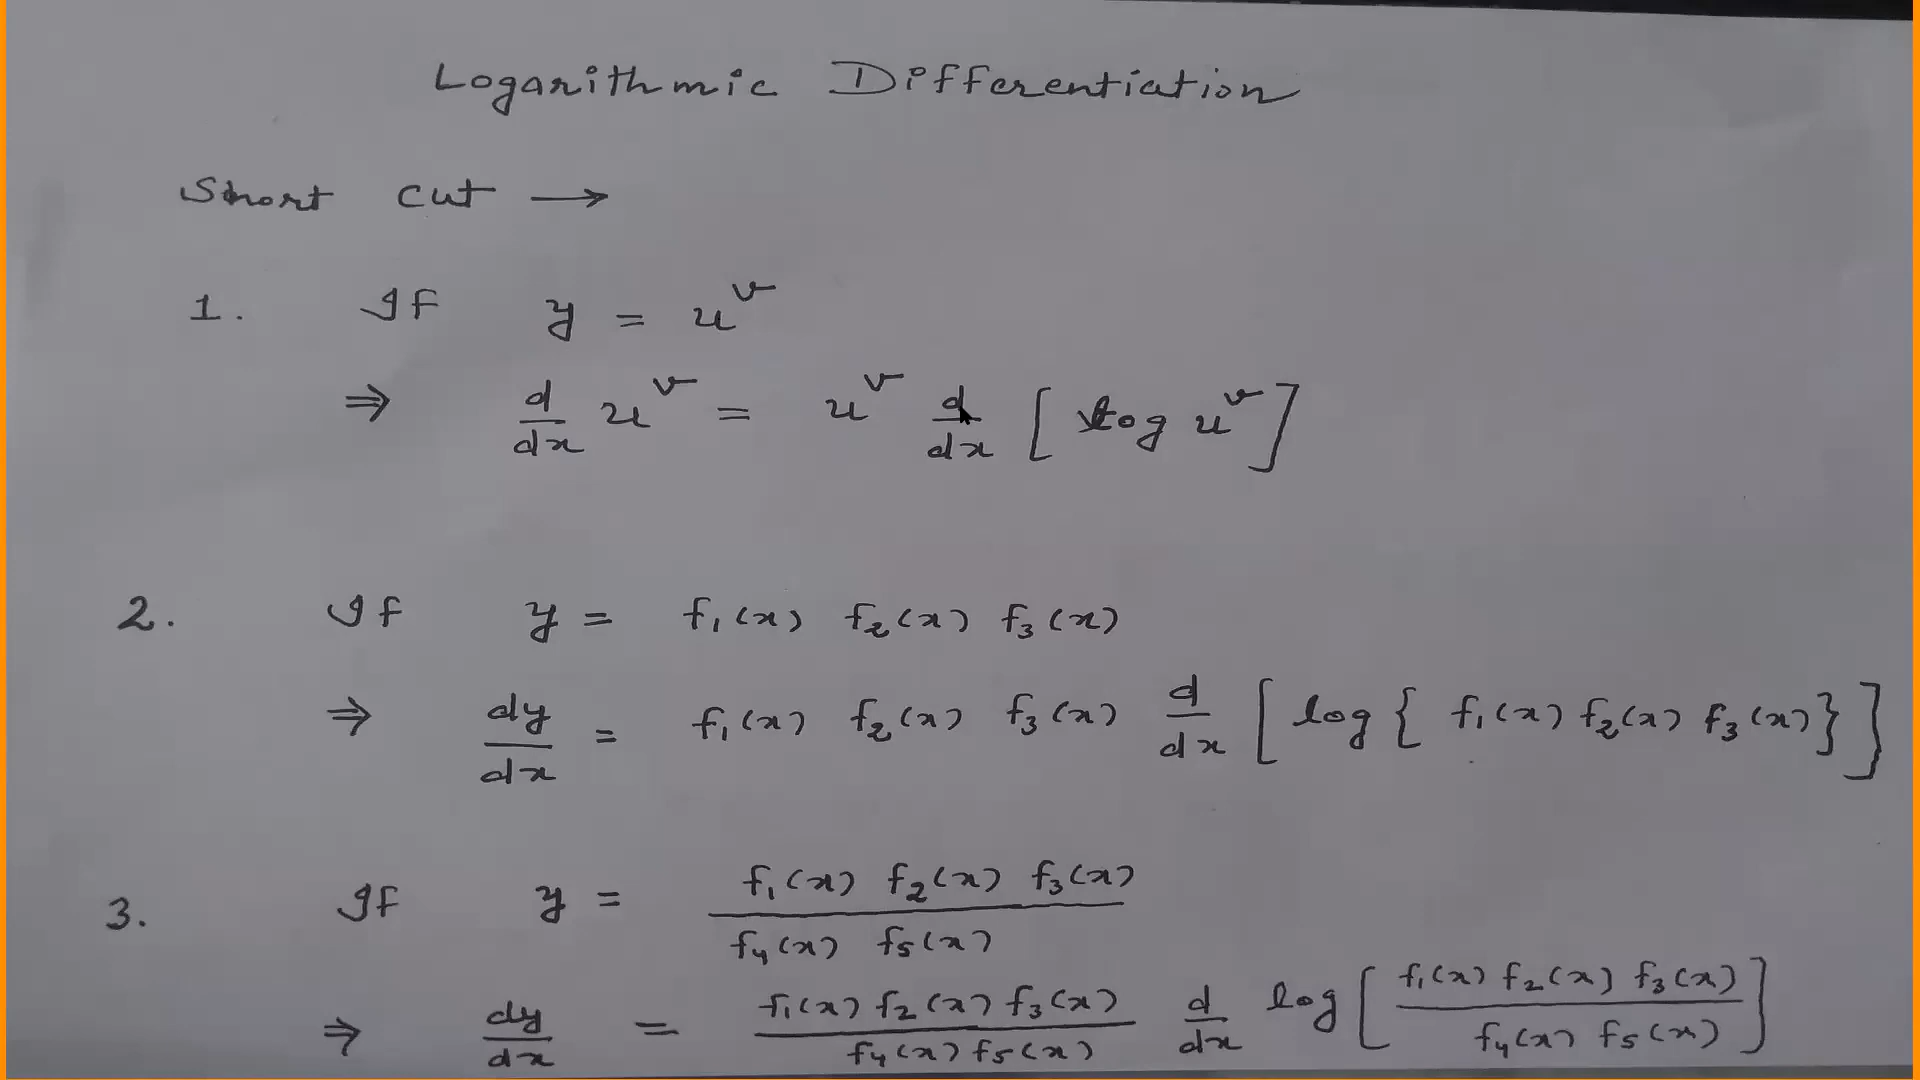 Logarithmic Differentiation
Short cut →
1. If y = u^v
⇒ d/dx u^v = u^v d/dx [ log u^v ]
2. If y = f₁(x) f₂(x) f₃(x)
⇒ dy/dx = f₁(x) f₂(x) f₃(x) d/dx [ log { f₁(x) f₂(x) f₃(x) } ]
3. If y = f₁(x) f₂(x) f₃(x) / f₄(x) f₅(x)
⇒ dy/dx = f₁(x) f₂(x) f₃(x) / f₄(x) f₅(x) d/dx log [ f₁(x) f₂(x) f₃(x) / f₄(x) f₅(x) ]